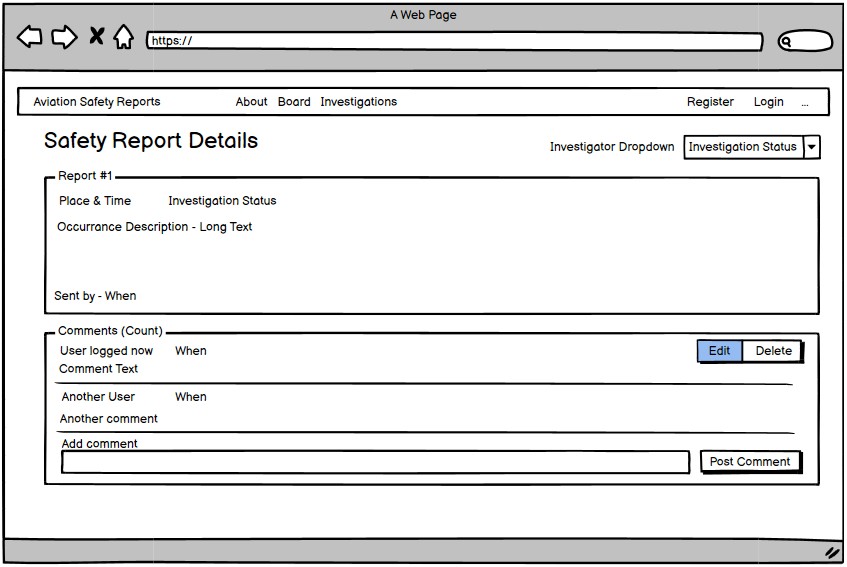 A Web Page
https://
Aviation Safety Reports About Board Investigations Register Login ...
Safety Report Details
Investigator Dropdown Investigation Status
Report #1
Place & Time Investigation Status
Occurrance Description - Long Text
Sent by - When
Comments (Count)
User logged now When Edit Delete
Comment Text
Another User When
Another comment
Add comment
Post Comment